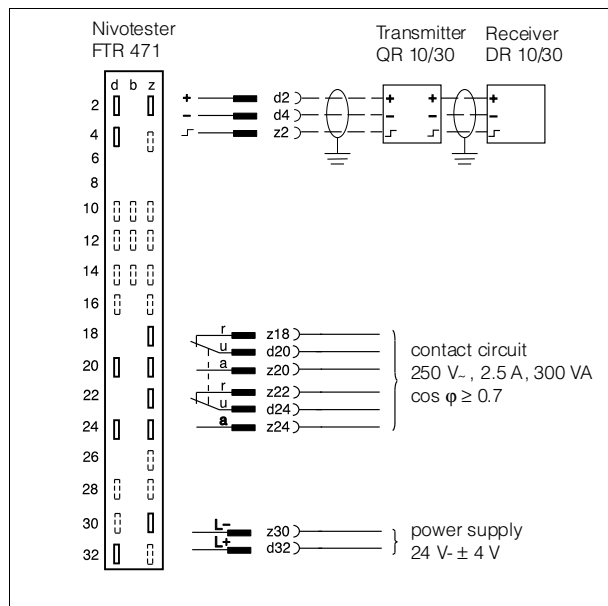 Nivotester
FTR 471
Transmitter
QR 10/30
Receiver
DR 10/30
d b z
2
4
6
8
10
12
14
16
18
20
22
24
26
28
30
32
+ d2 + + +
– d4 – – –
z2
r z18
u d20
a z20
r z22
u d24
a z24
contact circuit
250 V~, 2.5 A, 300 VA
cos φ ≥ 0.7
L– z30
L+ d32
power supply
24 V- ± 4 V